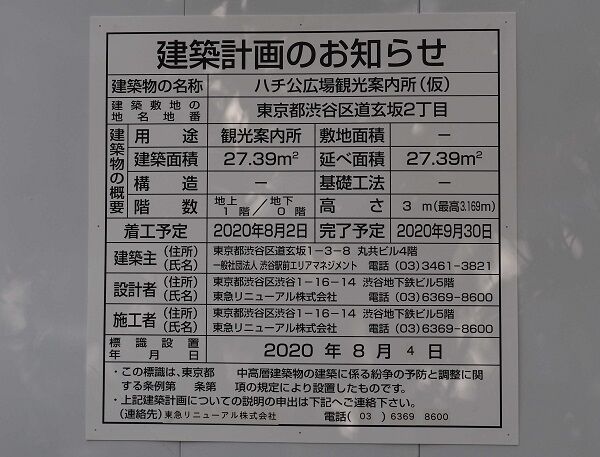 建築計画のお知らせ
建築物の名称 ハチ公広場観光案内所(仮)
建築敷地の地名地番 東京都渋谷区道玄坂2丁目
建築物の概要
用途 観光案内所 敷地面積 −
建築面積 27.39m² 延べ面積 27.39m²
構造 − 基礎工法 −
階数 地上1階/地下0階 高さ 3 m(最高3.169m)
着工予定 2020年8月2日 完了予定 2020年9月30日
建築主 (住所) 東京都渋谷区道玄坂1−3−8 丸共ビル4階
(氏名) 一般社団法人 渋谷駅前エリアマネジメント 電話 (03)3461-3821
設計者 (住所) 東京都渋谷区渋谷1−16−14 渋谷地下鉄ビル5階
(氏名) 東急リニューアル株式会社 電話 (03)6369-8600
施工者 (住所) 東京都渋谷区渋谷1−16−14 渋谷地下鉄ビル5階
(氏名) 東急リニューアル株式会社 電話 (03)6369-8600
標識設置年月日 2020 年 8 月 4 日
・この標識は、東京都 中高層建築物の建築に係る紛争の予防と調整に関
する条例第 条第 項の規定により設置したものです。
・上記建築計画についての説明の申出は下記へご連絡下さい。
(連絡先) 東急リニューアル株式会社 電話( 03 ) 6369 8600